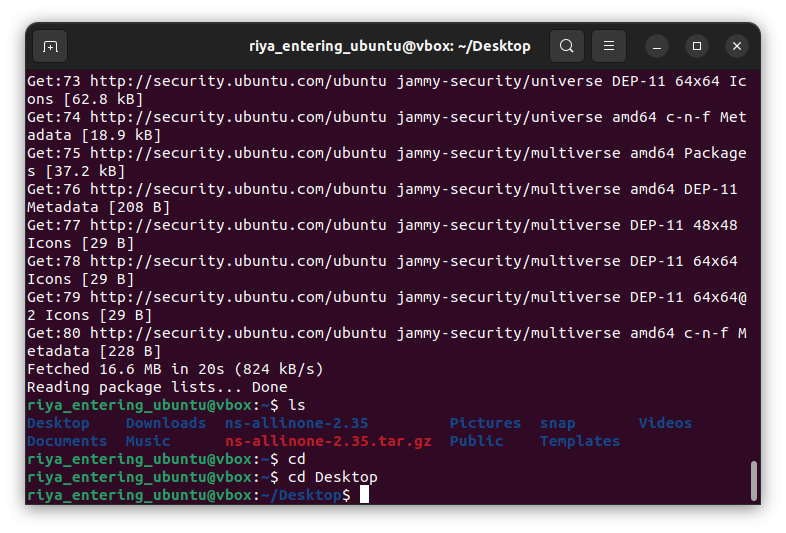 riya_entering_ubuntu@vbox: ~/Desktop
Get:73 http://security.ubuntu.com/ubuntu jammy-security/universe DEP-11 64x64 Ic
ons [62.8 kB]
Get:74 http://security.ubuntu.com/ubuntu jammy-security/universe amd64 c-n-f Met
adata [18.9 kB]
Get:75 http://security.ubuntu.com/ubuntu jammy-security/multiverse amd64 Package
s [37.2 kB]
Get:76 http://security.ubuntu.com/ubuntu jammy-security/multiverse amd64 DEP-11
Metadata [208 B]
Get:77 http://security.ubuntu.com/ubuntu jammy-security/multiverse DEP-11 48x48
Icons [29 B]
Get:78 http://security.ubuntu.com/ubuntu jammy-security/multiverse DEP-11 64x64
Icons [29 B]
Get:79 http://security.ubuntu.com/ubuntu jammy-security/multiverse DEP-11 64x64@
2 Icons [29 B]
Get:80 http://security.ubuntu.com/ubuntu jammy-security/multiverse amd64 c-n-f M
etadata [228 B]
Fetched 16.6 MB in 20s (824 kB/s)
Reading package lists... Done
riya_entering_ubuntu@vbox:~$ ls
Desktop    Downloads  ns-allinone-2.35         Pictures  snap       Videos
Documents  Music      ns-allinone-2.35.tar.gz  Public    Templates
riya_entering_ubuntu@vbox:~$ cd
riya_entering_ubuntu@vbox:~$ cd Desktop
riya_entering_ubuntu@vbox:~/Desktop$